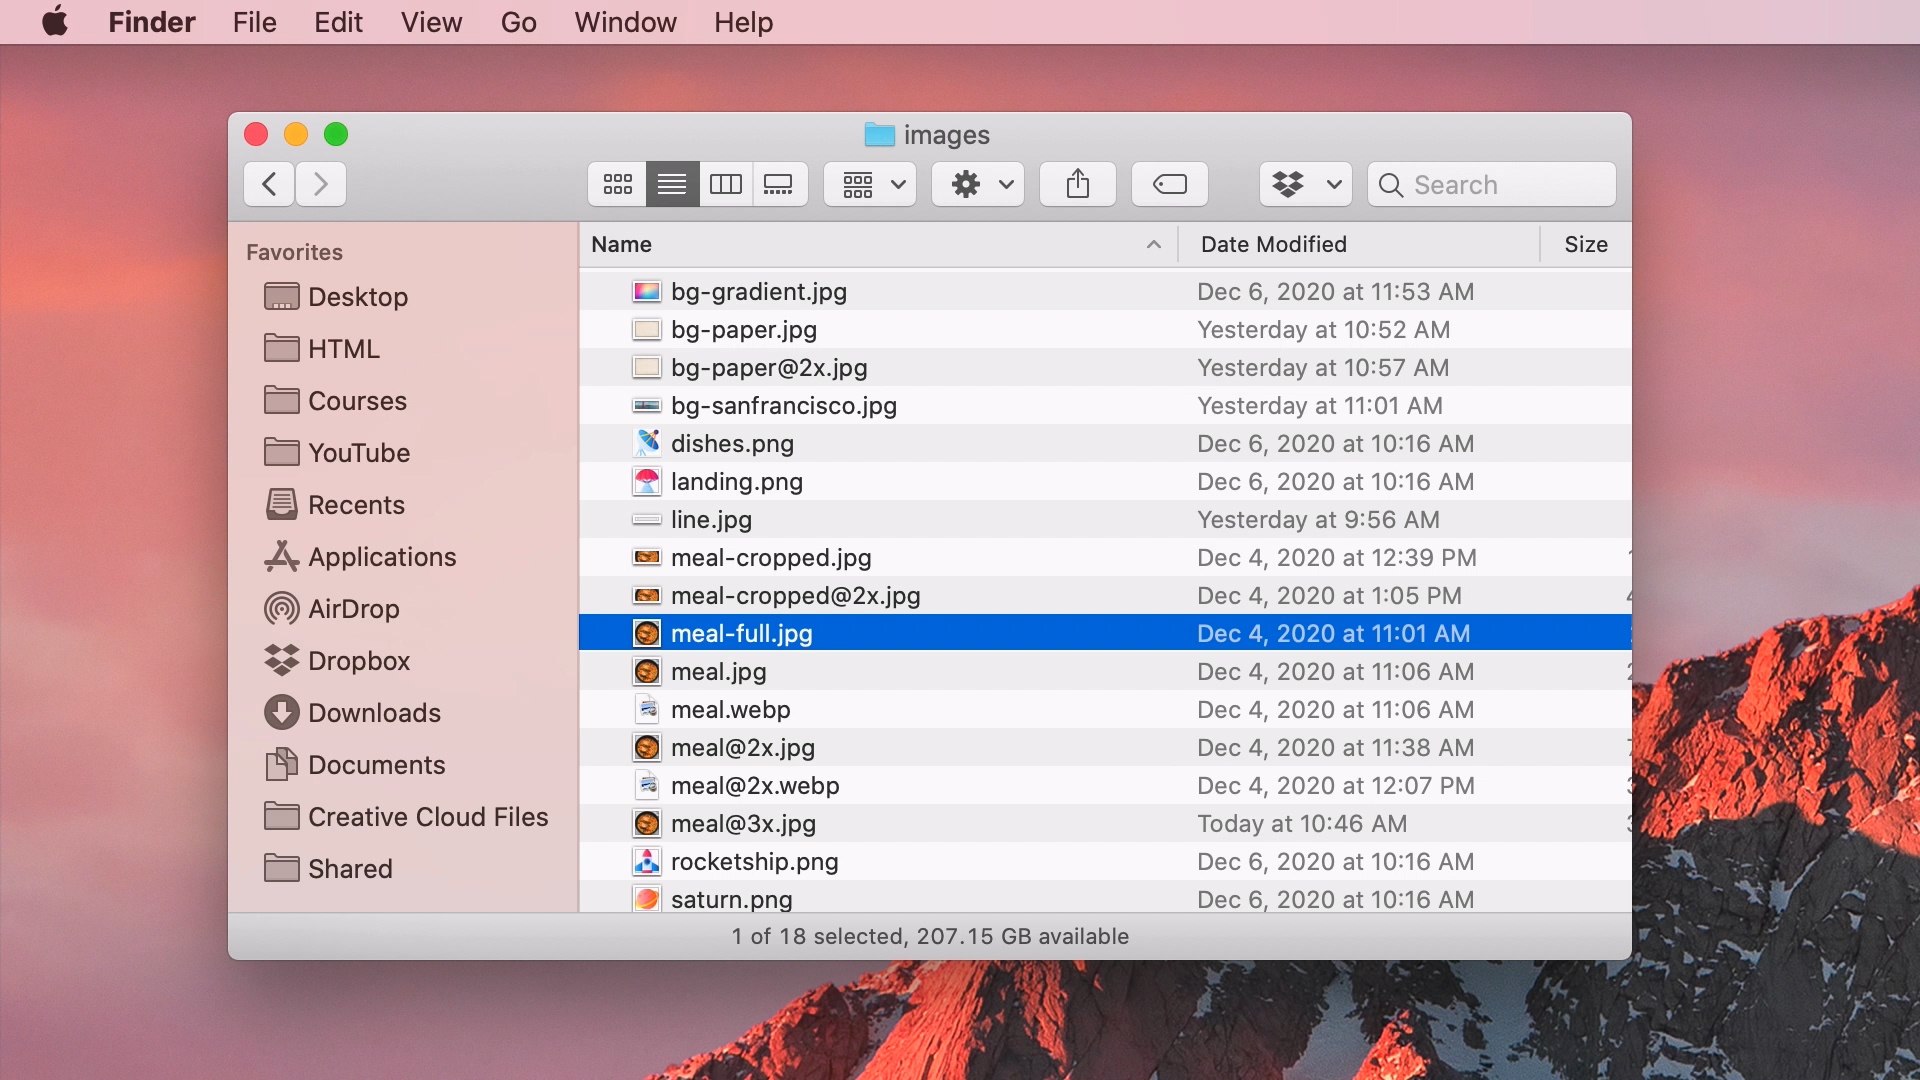 Finder File Edit View Go Window Help
images
Search
Favorites
Desktop
HTML
Courses
YouTube
Recents
Applications
AirDrop
Dropbox
Downloads
Documents
Creative Cloud Files
Shared
Name Date Modified Size
bg-gradient.jpg Dec 6, 2020 at 11:53 AM
bg-paper.jpg Yesterday at 10:52 AM
bg-paper@2x.jpg Yesterday at 10:57 AM
bg-sanfrancisco.jpg Yesterday at 11:01 AM
dishes.png Dec 6, 2020 at 10:16 AM
landing.png Dec 6, 2020 at 10:16 AM
line.jpg Yesterday at 9:56 AM
meal-cropped.jpg Dec 4, 2020 at 12:39 PM
meal-cropped@2x.jpg Dec 4, 2020 at 1:05 PM
meal-full.jpg Dec 4, 2020 at 11:01 AM
meal.jpg Dec 4, 2020 at 11:06 AM
meal.webp Dec 4, 2020 at 11:06 AM
meal@2x.jpg Dec 4, 2020 at 11:38 AM
meal@2x.webp Dec 4, 2020 at 12:07 PM
meal@3x.jpg Today at 10:46 AM
rocketship.png Dec 6, 2020 at 10:16 AM
saturn.png Dec 6, 2020 at 10:16 AM
1 of 18 selected, 207.15 GB available